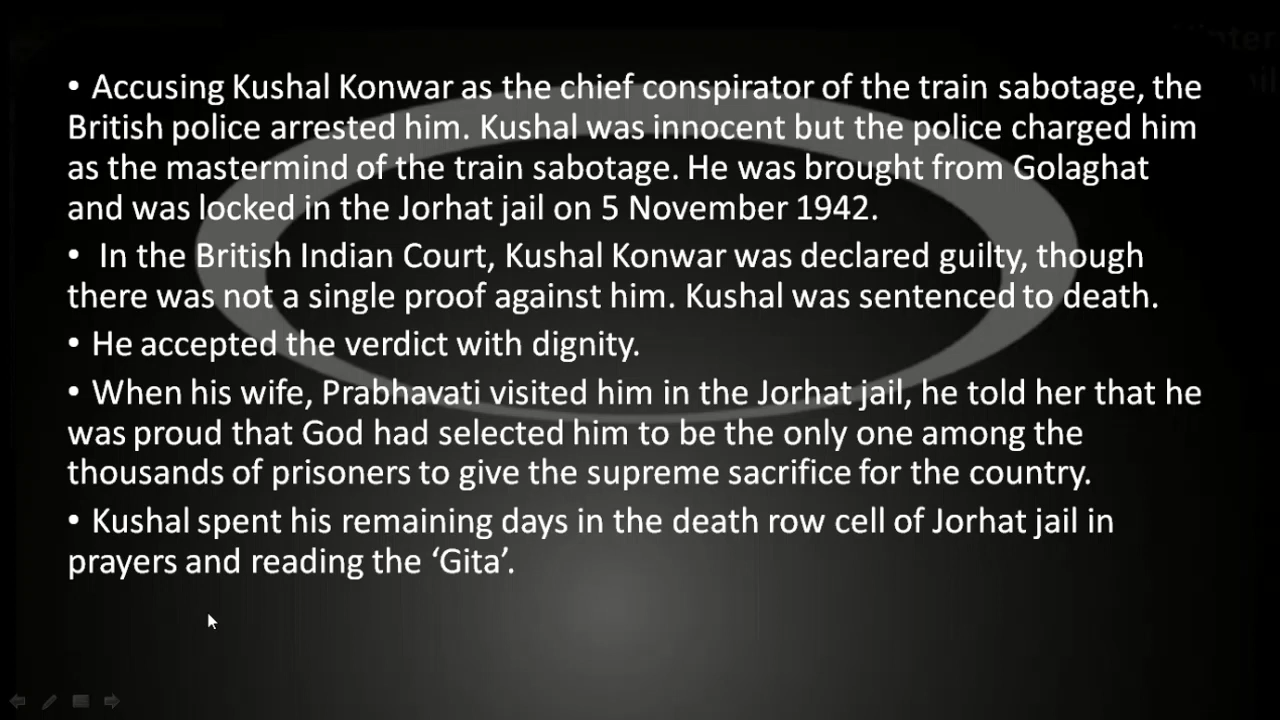 • Accusing Kushal Konwar as the chief conspirator of the train sabotage, the
British police arrested him. Kushal was innocent but the police charged him
as the mastermind of the train sabotage. He was brought from Golaghat
and was locked in the Jorhat jail on 5 November 1942.
• In the British Indian Court, Kushal Konwar was declared guilty, though
there was not a single proof against him. Kushal was sentenced to death.
• He accepted the verdict with dignity.
• When his wife, Prabhavati visited him in the Jorhat jail, he told her that he
was proud that God had selected him to be the only one among the
thousands of prisoners to give the supreme sacrifice for the country.
• Kushal spent his remaining days in the death row cell of Jorhat jail in
prayers and reading the ‘Gita’.